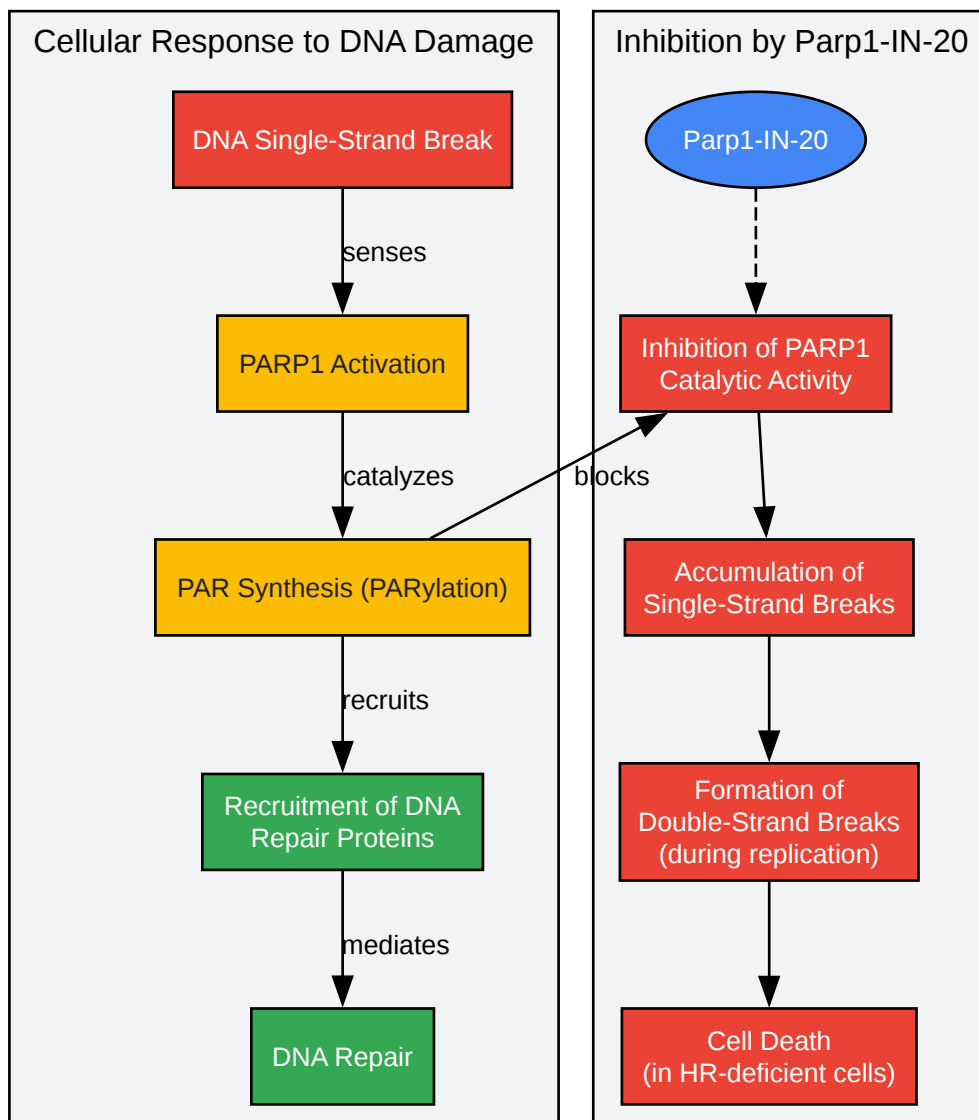 Cellular Response to DNA Damage
DNA Single-Strand Break
senses
PARP1 Activation
catalyzes
PAR Synthesis (PARylation)
recruits
Recruitment of DNA
Repair Proteins
mediates
DNA Repair
blocks
Inhibition by Parp1-IN-20
Parp1-IN-20
Inhibition of PARP1
Catalytic Activity
Accumulation of
Single-Strand Breaks
Formation of
Double-Strand Breaks
(during replication)
Cell Death
(in HR-deficient cells)